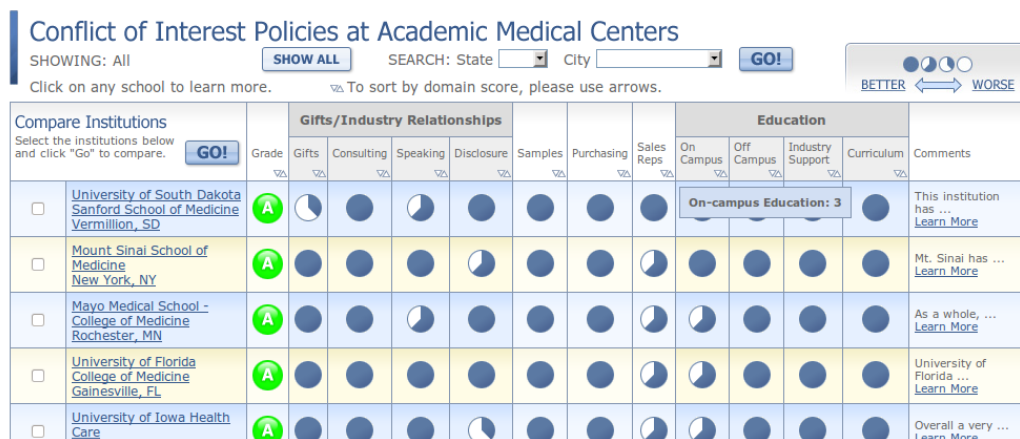 Conflict of Interest Policies at Academic Medical Centers
SHOWING: All
SHOW ALL
SEARCH: State
City
GO!
Click on any school to learn more.
To sort by domain score, please use arrows.
BETTER
WORSE
Compare Institutions
Select the institutions below
and click "Go" to compare.
GO!
Gifts/Industry Relationships
Education
Grade
Gifts
Consulting
Speaking
Disclosure
Samples
Purchasing
Sales
Reps
On
Campus
Off
Campus
Industry
Support
Curriculum
Comments
University of South Dakota
Sanford School of Medicine
Vermillion, SD
A
On-campus Education: 3
This institution
has ...
Learn More
Mount Sinai School of
Medicine
New York, NY
A
Mt. Sinai has ...
Learn More
Mayo Medical School -
College of Medicine
Rochester, MN
A
As a whole, ...
Learn More
University of Florida
College of Medicine
Gainesville, FL
A
University of
Florida ...
Learn More
University of Iowa Health
Care
A
Overall a very ...
Learn More